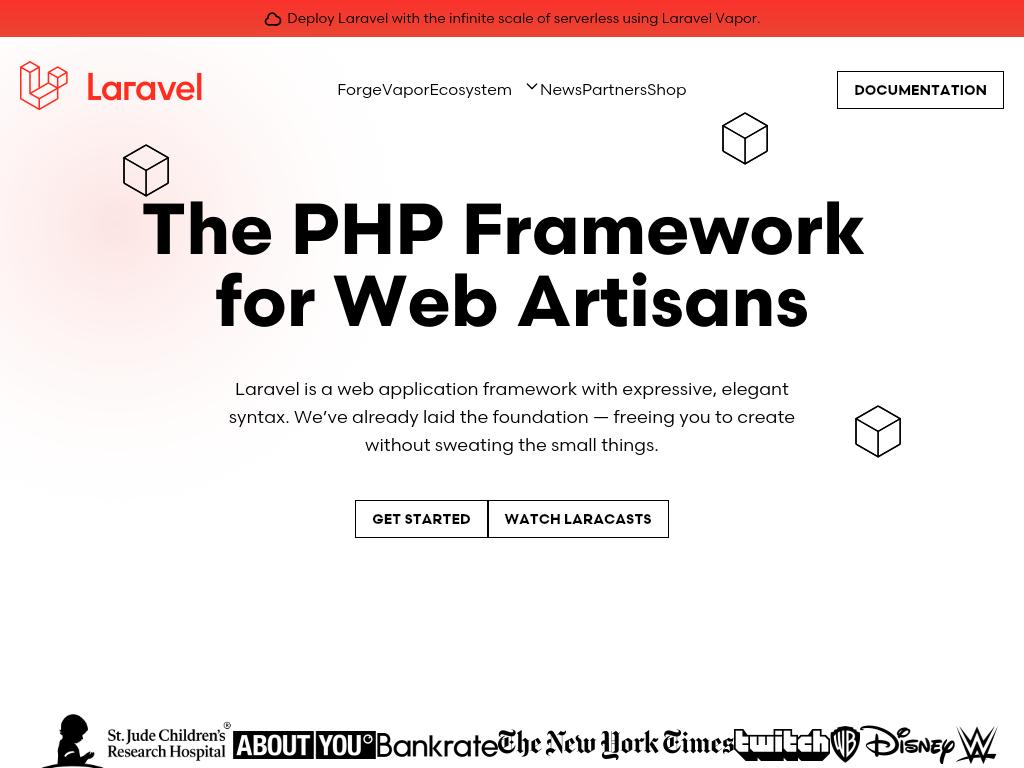 Deploy Laravel with the infinite scale of serverless using Laravel Vapor.
Laravel
ForgeVaporEcosystem NewsPartnersShop
DOCUMENTATION
The PHP Framework
for Web Artisans
Laravel is a web application framework with expressive, elegant
syntax. We’ve already laid the foundation — freeing you to create
without sweating the small things.
GET STARTED
WATCH LARACASTS
St. Jude Children's®
Research Hospital
ABOUT YOU°
Bankrate
The New York Times
twitch
WB
Disney
W